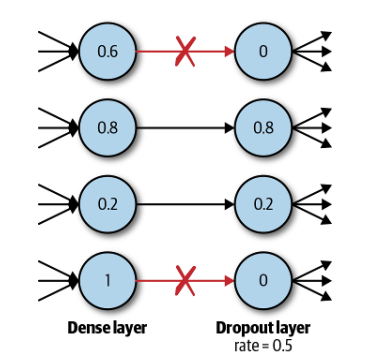 0.6 0
0.8 0.8
0.2 0.2
1 0
Dense layer Dropout layer
rate = 0.5